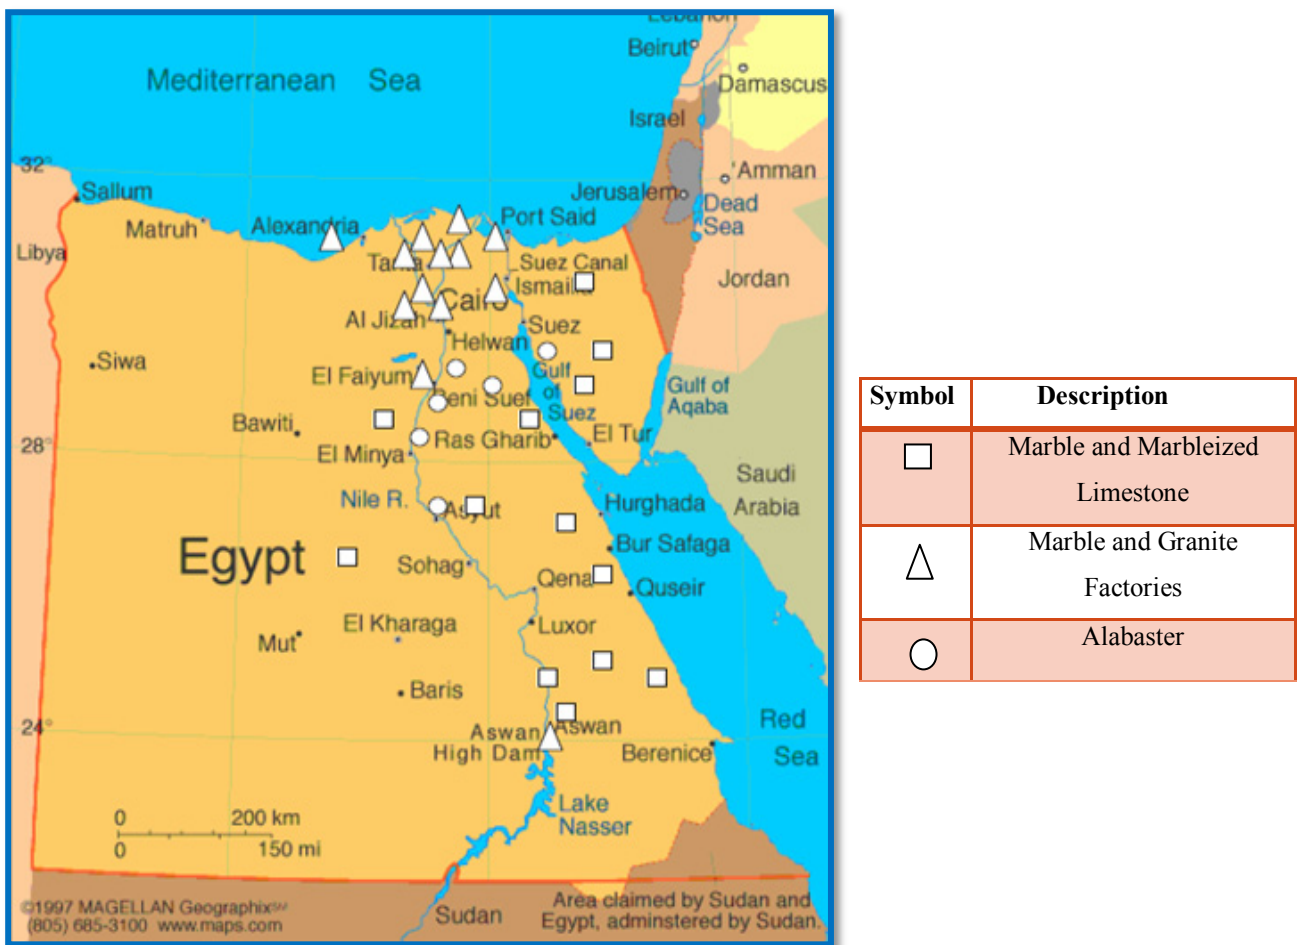 Lebanon
Beirut
Damascus
Mediterranean Sea
Israel
32°
'Amman
Sallum
Jerusalem
Dead
Sea
Matruh
Alexandria
Port Said
Libya
Tanta
Suez Canal
Ismailia
Jordan
Cairo
Al Jizah
Suez
Helwan
Siwa
El Faiyum
Gulf
of
Suez
Gulf of
Aqaba
Beni Suef
Bawiti
Ras Gharib
El Tur
28°
El Minya
Saudi
Arabia
Nile R.
Asyut
Hurghada
Egypt
Bur Safaga
Sohag
Qena
Quseir
El Kharaga
Luxor
Mut
Baris
24°
Red
Sea
Aswan
High Dam
Aswan
Berenice
Lake
Nasser
0 200 km
0 150 mi
©1997 MAGELLAN Geographix℠
(805) 685-3100 www.maps.com
Sudan
Area claimed by Sudan and
Egypt, adminstered by Sudan.
Symbol Description
Marble and Marbleized
Limestone
Marble and Granite
Factories
Alabaster